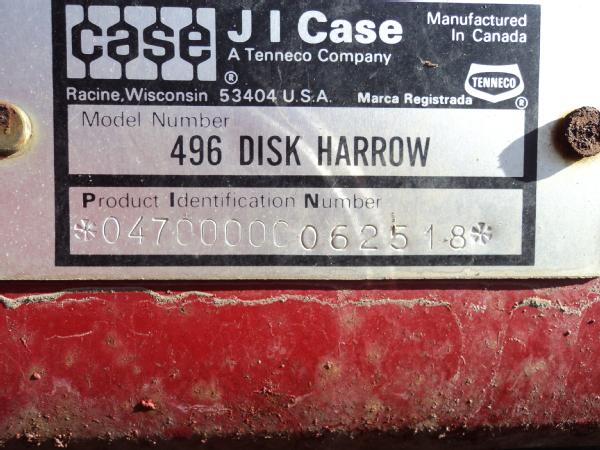 case
J I Case
A Tenneco Company
Manufactured
In Canada
TENNECO
®
®
Racine, Wisconsin 53404 U.S.A.
Marca Registrada
Model Number
496 DISK HARROW
Product Identification Number
*04700000062518*